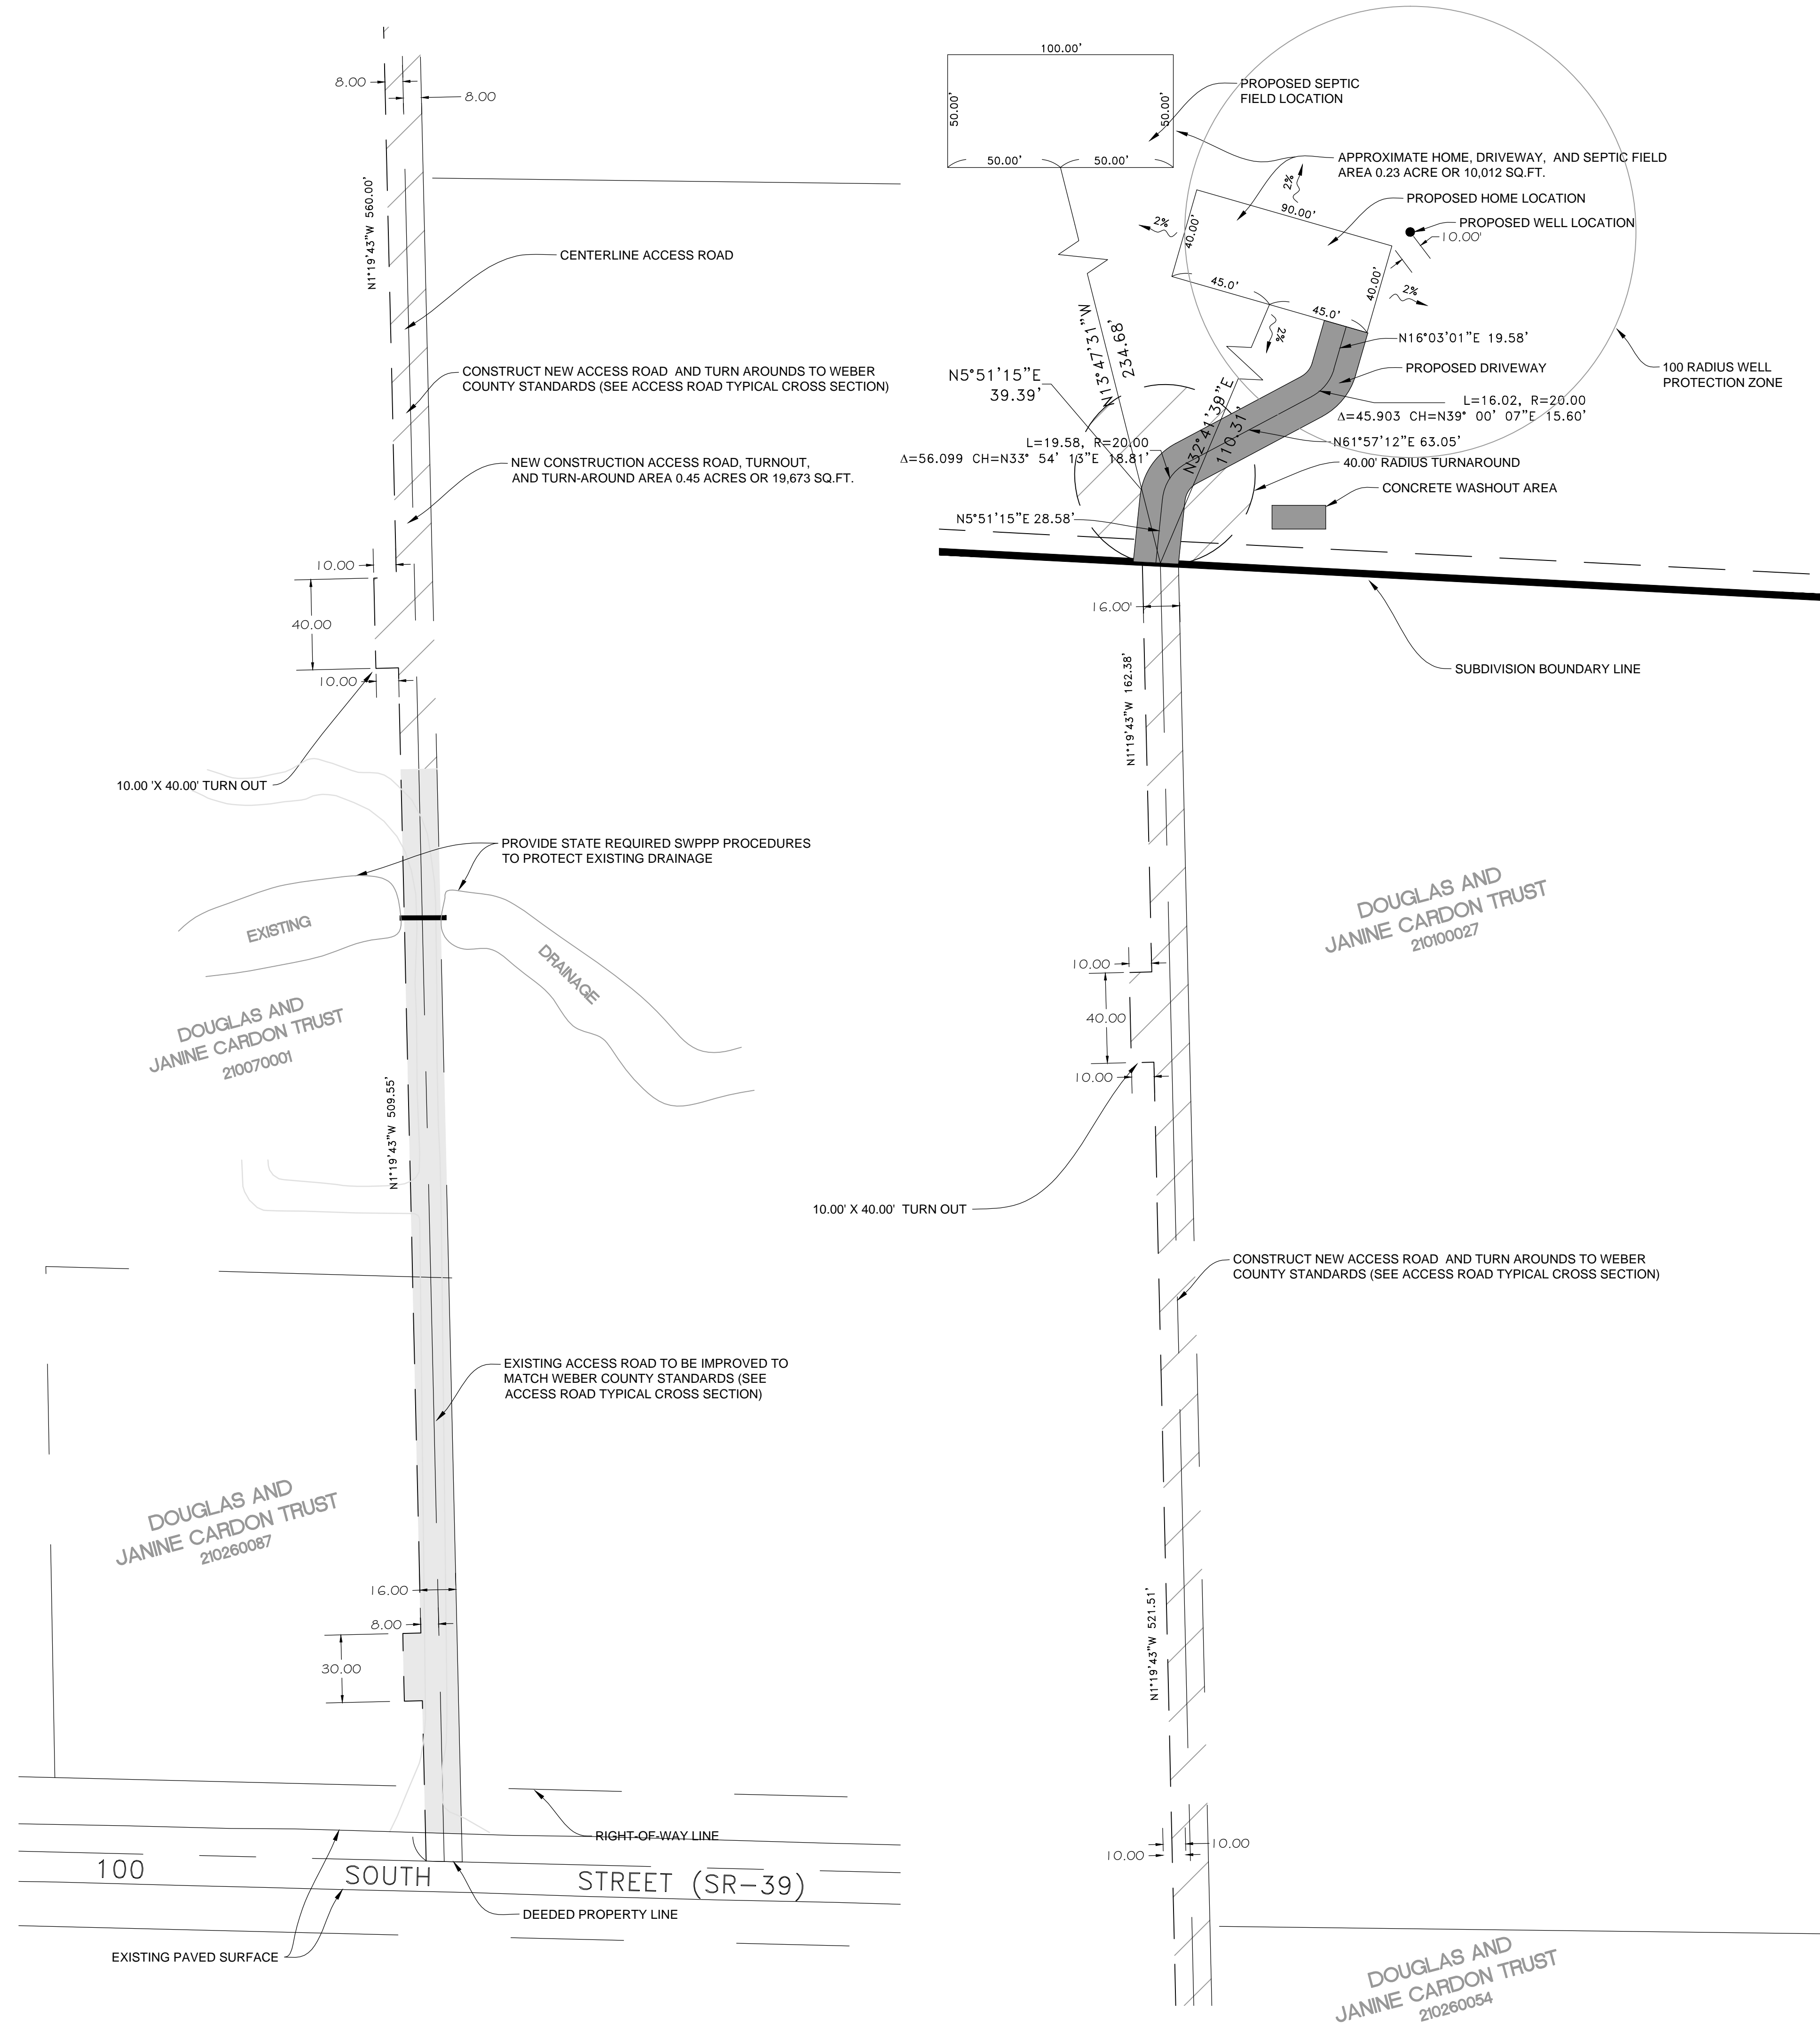 8.00
8.00
N1°19'43"W 560.00'
CENTERLINE ACCESS ROAD
CONSTRUCT NEW ACCESS ROAD AND TURN AROUNDS TO WEBER
COUNTY STANDARDS (SEE ACCESS ROAD TYPICAL CROSS SECTION)
NEW CONSTRUCTION ACCESS ROAD, TURNOUT,
AND TURN-AROUND AREA 0.45 ACRES OR 19,673 SQ.FT.
10.00
40.00
10.00
10.00 'X 40.00' TURN OUT
PROVIDE STATE REQUIRED SWPPP PROCEDURES
TO PROTECT EXISTING DRAINAGE
EXISTING
DRAINAGE
DOUGLAS AND
JANINE CARDON TRUST
210070001
N1°19'43"W 509.55'
EXISTING ACCESS ROAD TO BE IMPROVED TO
MATCH WEBER COUNTY STANDARDS (SEE
ACCESS ROAD TYPICAL CROSS SECTION)
DOUGLAS AND
JANINE CARDON TRUST
210260087
16.00
8.00
30.00
RIGHT-OF-WAY LINE
100 SOUTH STREET (SR-39)
DEEDED PROPERTY LINE
EXISTING PAVED SURFACE
100.00'
50.00'
50.00'
50.00' 50.00'
PROPOSED SEPTIC
FIELD LOCATION
APPROXIMATE HOME, DRIVEWAY, AND SEPTIC FIELD
AREA 0.23 ACRE OR 10,012 SQ.FT.
2%
PROPOSED HOME LOCATION
90.00'
PROPOSED WELL LOCATION
10.00'
2%
40.00'
45.0'
45.0'
40.00'
2%
2%
N16°03'01"E 19.58'
PROPOSED DRIVEWAY
100 RADIUS WELL
PROTECTION ZONE
N13°47'31"W
234.68'
N5°51'15"E
39.39'
N32°41'39"E
110.31'
L=16.02, R=20.00
Δ=45.903 CH=N39° 00' 07"E 15.60'
L=19.58, R=20.00
Δ=56.099 CH=N33° 54' 13"E 18.81'
N61°57'12"E 63.05'
40.00' RADIUS TURNAROUND
CONCRETE WASHOUT AREA
N5°51'15"E 28.58'
16.00'
SUBDIVISION BOUNDARY LINE
N1°19'43"W 162.38'
DOUGLAS AND
JANINE CARDON TRUST
210100027
10.00
40.00
10.00
10.00' X 40.00' TURN OUT
CONSTRUCT NEW ACCESS ROAD AND TURN AROUNDS TO WEBER
COUNTY STANDARDS (SEE ACCESS ROAD TYPICAL CROSS SECTION)
N1°19'43"W 521.51'
10.00
10.00
DOUGLAS AND
JANINE CARDON TRUST
210260054